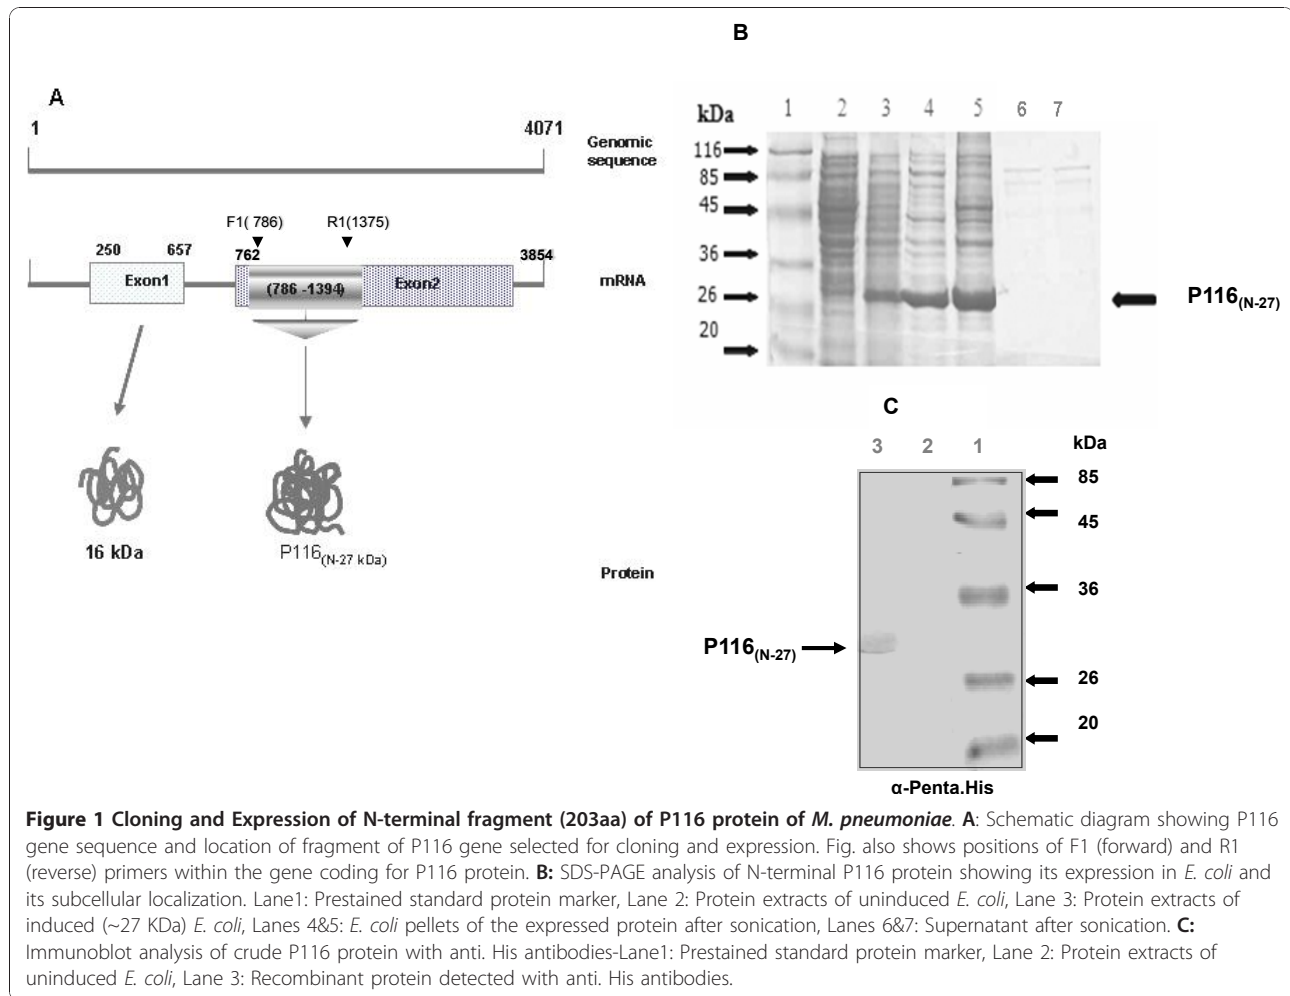 A
1
4071
Genomic
sequence
F1( 786)
R1(1375)
250
657
762
3854
Exon1
(786 -1394)
Exon2
mRNA
16 kDa
P116(N-27 kDa)
Protein
B
kDa
1 2 3 4 5 6 7
116
85
45
36
26
20
P116(N-27)
C
3 2 1
kDa
85
45
36
26
20
P116(N-27)
α-Penta.His
Figure 1 Cloning and Expression of N-terminal fragment (203aa) of P116 protein of M. pneumoniae. A: Schematic diagram showing P116
gene sequence and location of fragment of P116 gene selected for cloning and expression. Fig. also shows positions of F1 (forward) and R1
(reverse) primers within the gene coding for P116 protein. B: SDS-PAGE analysis of N-terminal P116 protein showing its expression in E. coli and
its subcellular localization. Lane1: Prestained standard protein marker, Lane 2: Protein extracts of uninduced E. coli, Lane 3: Protein extracts of
induced (~27 KDa) E. coli, Lanes 4&5: E. coli pellets of the expressed protein after sonication, Lanes 6&7: Supernatant after sonication. C:
Immunoblot analysis of crude P116 protein with anti. His antibodies-Lane1: Prestained standard protein marker, Lane 2: Protein extracts of
uninduced E. coli, Lane 3: Recombinant protein detected with anti. His antibodies.